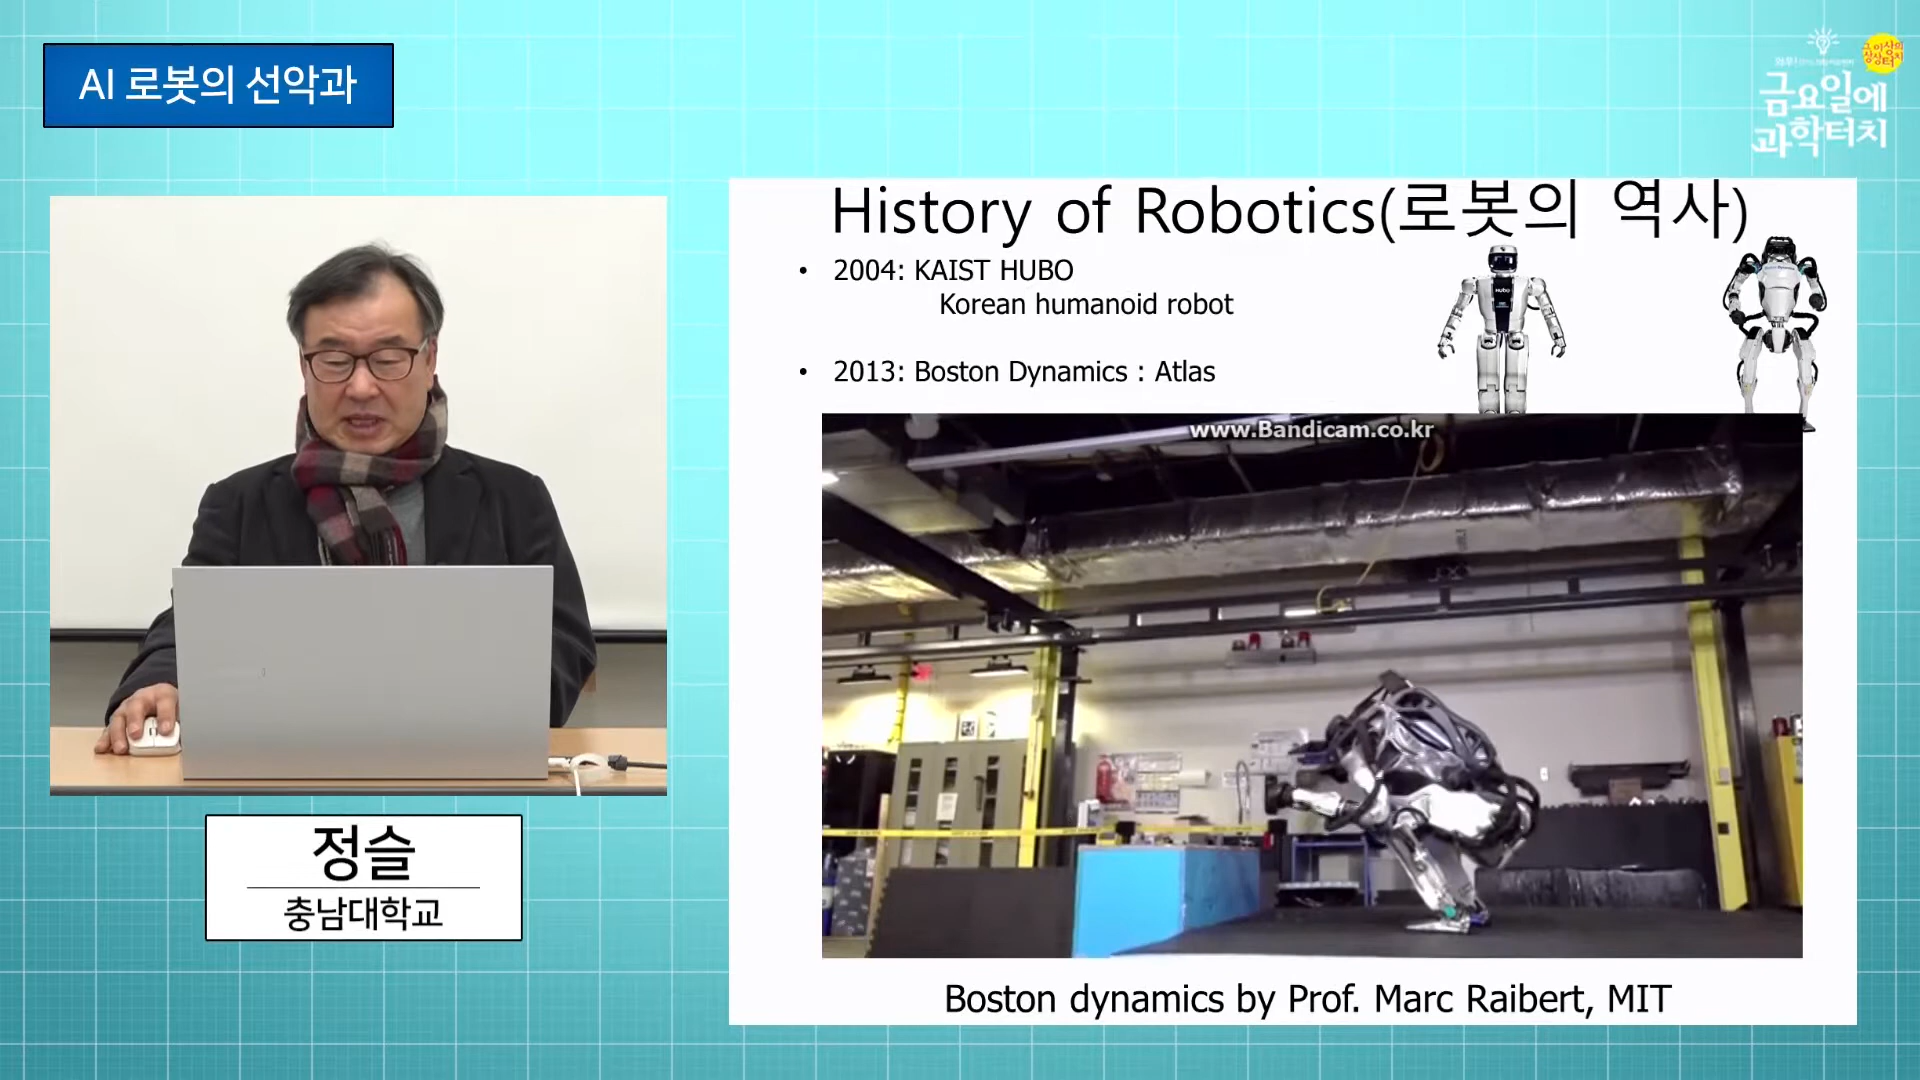 AI 로봇의 선악과
금요일에
과학터치
History of Robotics(로봇의 역사)
• 2004: KAIST HUBO
Korean humanoid robot
• 2013: Boston Dynamics : Atlas
www.Bandicam.co.kr
정슬
충남대학교
Boston dynamics by Prof. Marc Raibert, MIT